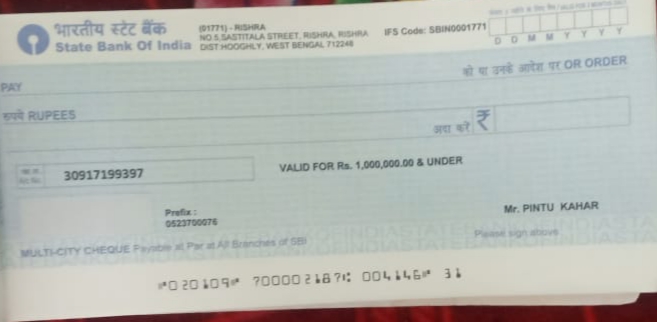 भारतीय स्टेट बैंक
State Bank Of India
(01771) - RISHRA
NO.5,SASTITALA STREET, RISHRA, RISHRA
DIST:HOOGHLY, WEST BENGAL 712248
IFS Code: SBIN0001771
D D M M Y Y Y Y
PAY
को या उनके आदेश पर OR ORDER
रुपये RUPEES
अदा करें ₹
30917199397
VALID FOR Rs. 1,000,000.00 & UNDER
Prefix :
0523700076
Mr. PINTU KAHAR
MULTI-CITY CHEQUE Payable at Par at All Branches of SBI
Please sign above
⑈020109⑈ 700002187⑆ 004146⑈ 31